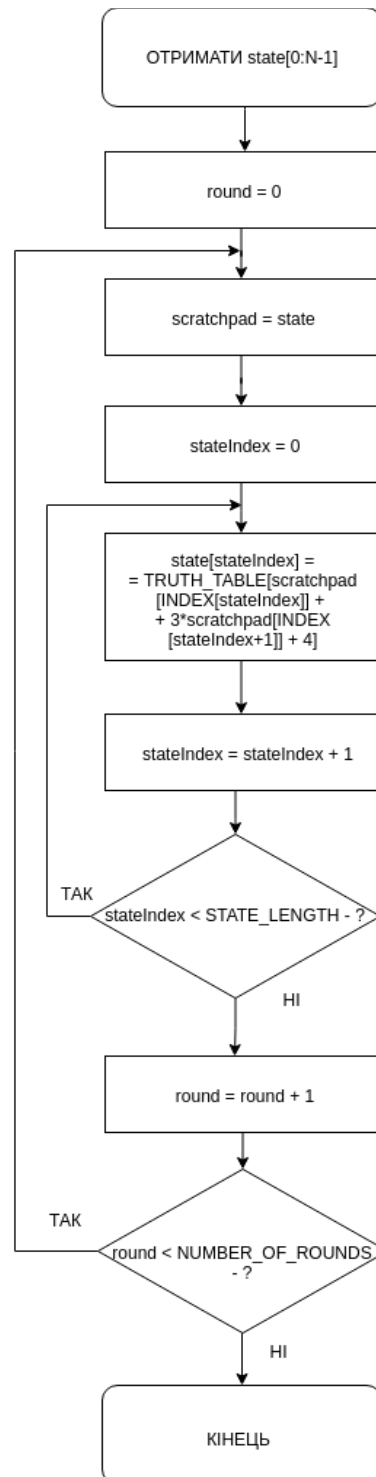 ОТРИМАТИ state[0:N-1]
round = 0
scratchpad = state
stateIndex = 0
state[stateIndex] =
= TRUTH_TABLE[scratchpad
[INDEX[stateIndex]] +
+ 3*scratchpad[INDEX
[stateIndex+1]] + 4]
stateIndex = stateIndex + 1
ТАК
stateIndex < STATE_LENGTH - ?
НІ
round = round + 1
ТАК
round < NUMBER_OF_ROUNDS
- ?
НІ
КІНЕЦЬ